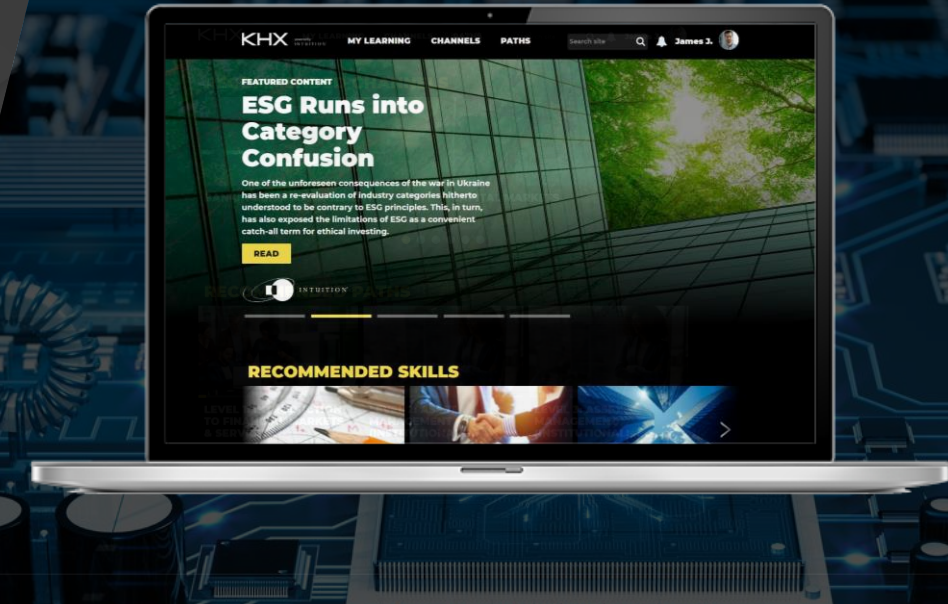 KHX
INTUITION
MY LEARNING
CHANNELS
PATHS
Search site
James J.
FEATURED CONTENT
ESG Runs into
Category
Confusion
One of the unforeseen consequences of the war in Ukraine
has been a re-evaluation of industry categories hitherto
understood to be contrary to ESG principles. This, in turn,
has also exposed the limitations of ESG as a convenient
catch-all term for ethical investing.
READ
INTUITION
RECOMMENDED SKILLS